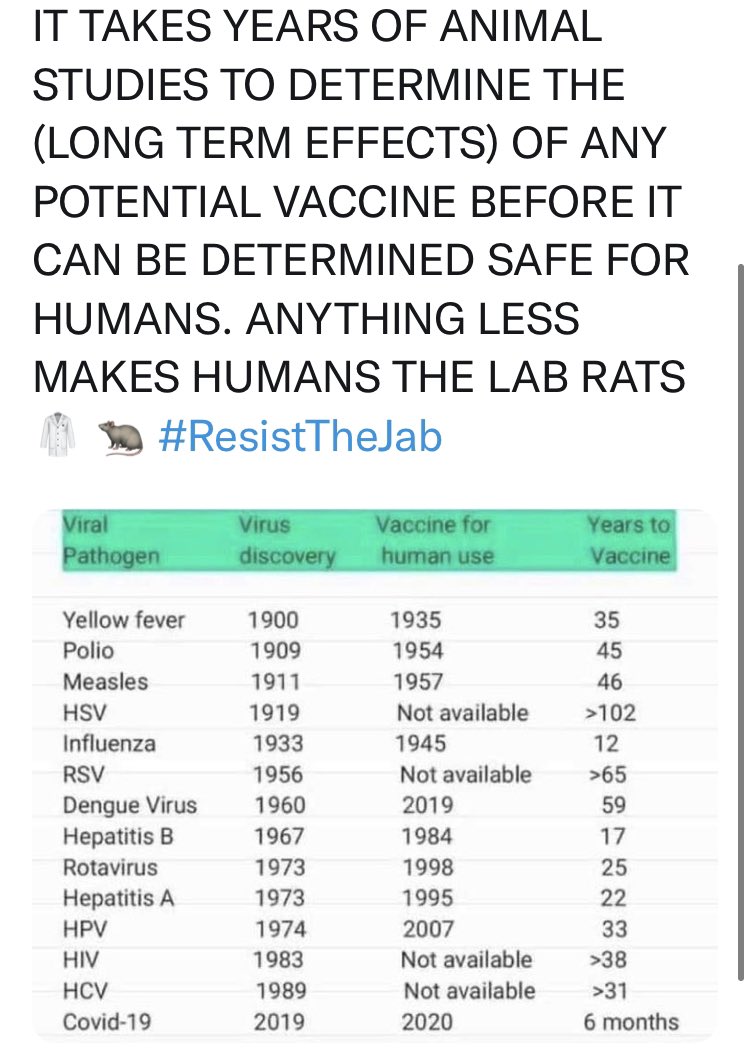 IT TAKES YEARS OF ANIMAL
STUDIES TO DETERMINE THE
(LONG TERM EFFECTS) OF ANY
POTENTIAL VACCINE BEFORE IT
CAN BE DETERMINED SAFE FOR
HUMANS. ANYTHING LESS
MAKES HUMANS THE LAB RATS
🥼 🐀 #ResistTheJab
Viral Virus Vaccine for Years to
Pathogen discovery human use Vaccine
Yellow fever 1900 1935 35
Polio 1909 1954 45
Measles 1911 1957 46
HSV 1919 Not available >102
Influenza 1933 1945 12
RSV 1956 Not available >65
Dengue Virus 1960 2019 59
Hepatitis B 1967 1984 17
Rotavirus 1973 1998 25
Hepatitis A 1973 1995 22
HPV 1974 2007 33
HIV 1983 Not available >38
HCV 1989 Not available >31
Covid-19 2019 2020 6 months